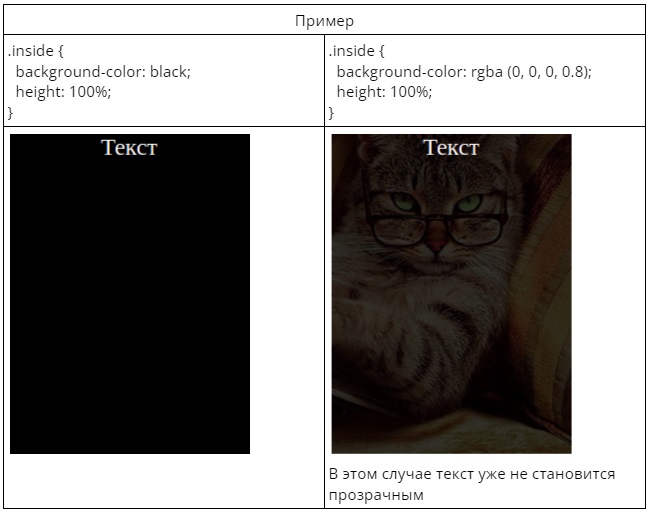 Пример
.inside {
background-color: black;
height: 100%;
}
.inside {
background-color: rgba (0, 0, 0, 0.8);
height: 100%;
}
Текст
Текст
В этом случае текст уже не становится
прозрачным